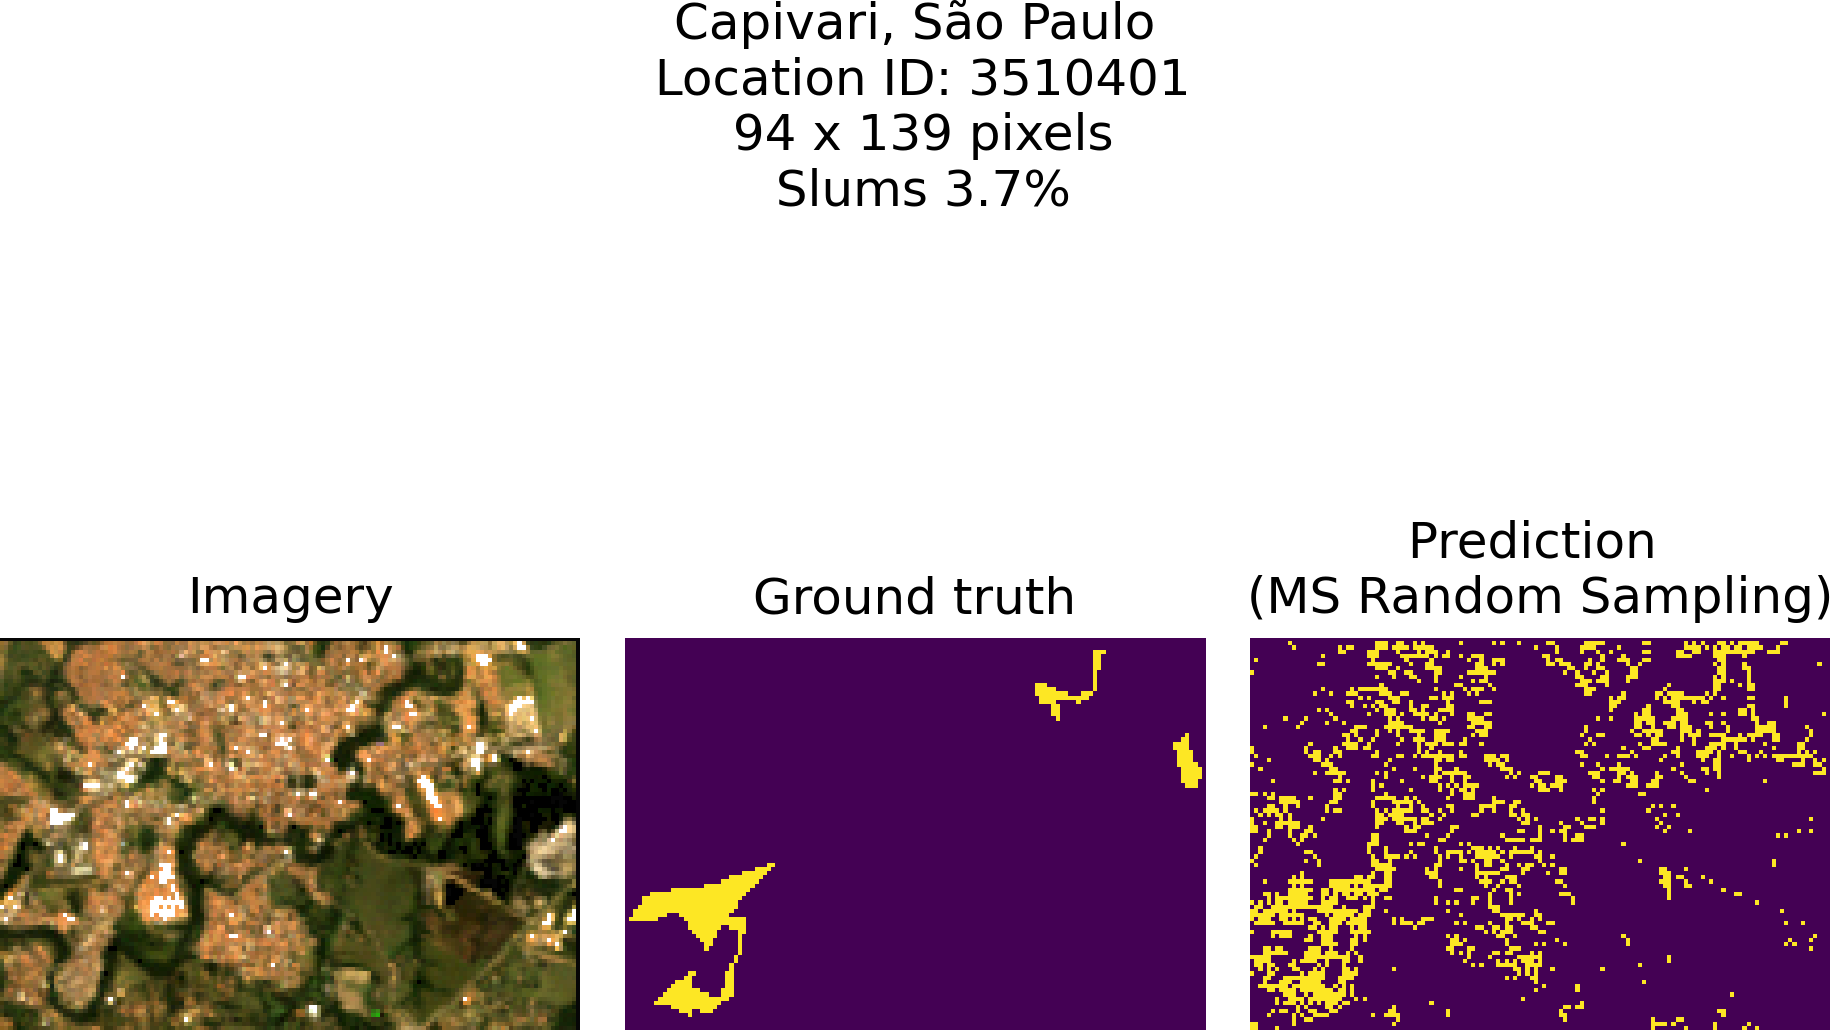 Capivari, São Paulo
Location ID: 3510401
94 x 139 pixels
Slums 3.7%
Imagery
Ground truth
Prediction
(MS Random Sampling)